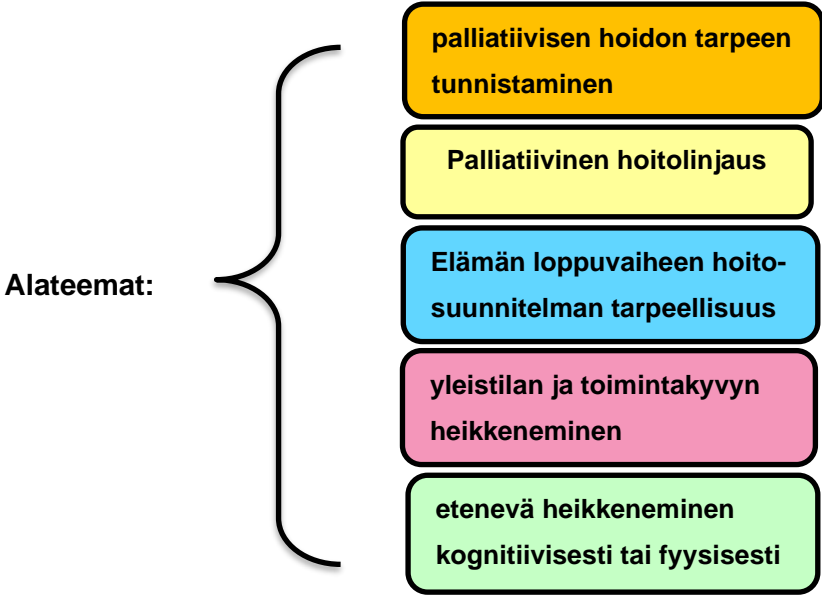 palliatiivisen hoidon tarpeen
tunnistaminen
Palliatiivinen hoitolinjaus
Alateemat:
Elämän loppuvaiheen hoito-
suunnitelman tarpeellisuus
yleistilan ja toimintakyvyn
heikkeneminen
etenevä heikkeneminen
kognitiivisesti tai fyysisesti